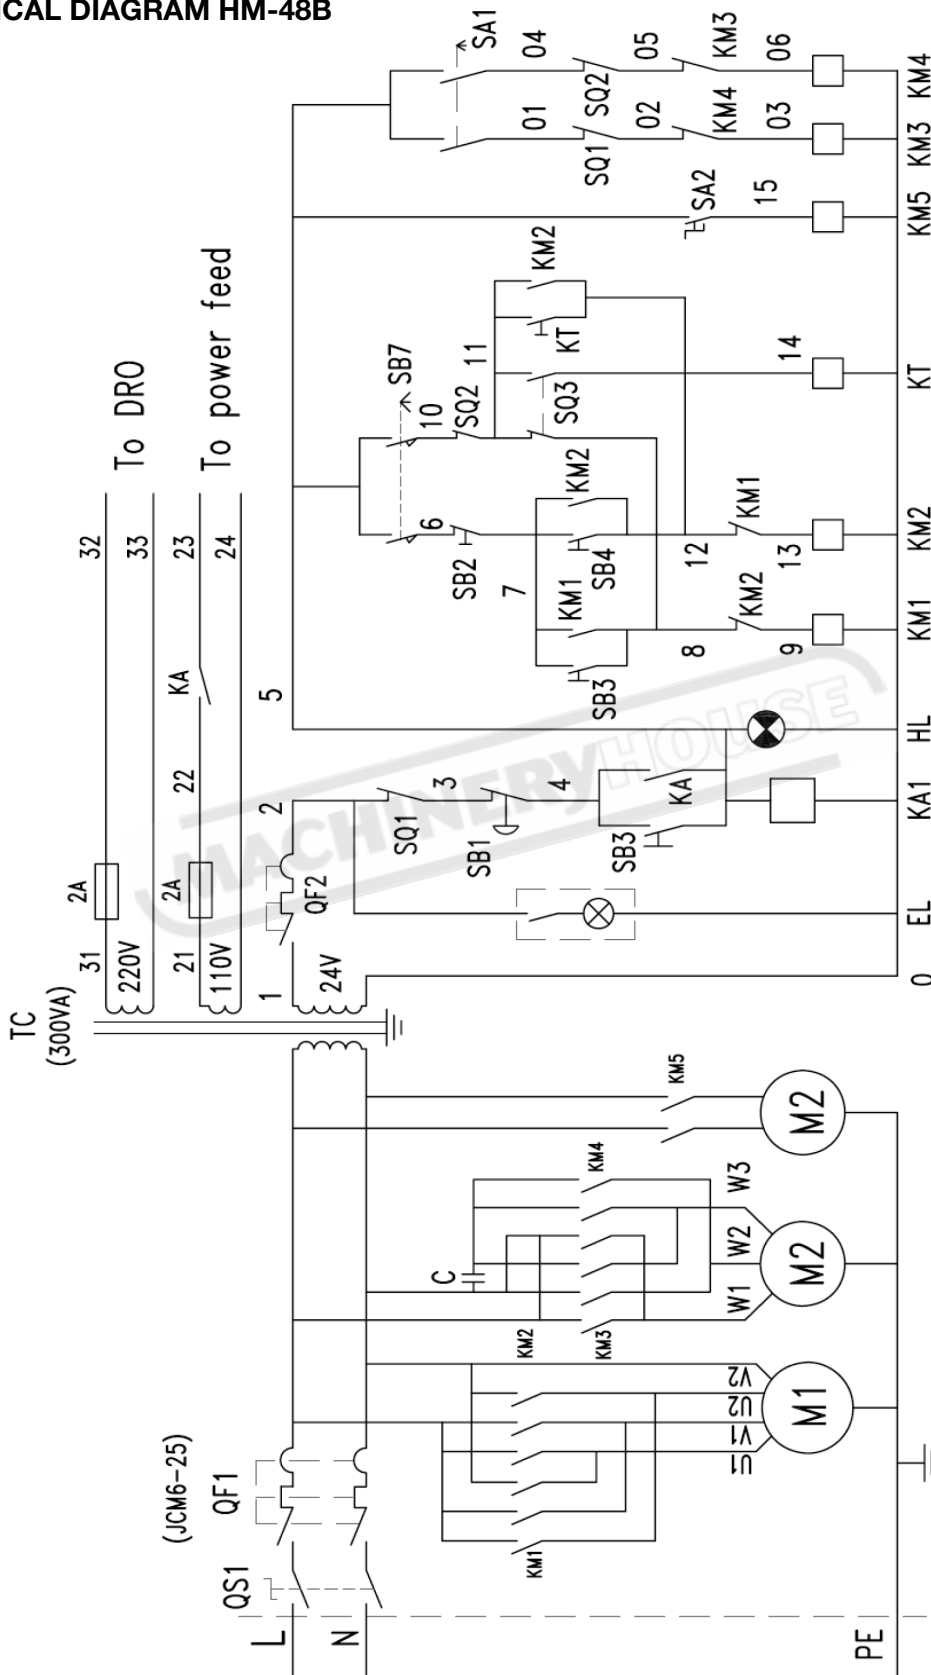 ICAL DIAGRAM HM-48B
SA1
04
SQ2
05
KM3
06
KM4
01
SQ1
02
KM4
03
KM3
SA2
15
KM5
To DRO
To power feed
32
33
23
24
2A
31
220V
KA
22
2A
21
110V
TC
(300VA)
1
24V
QF2
2
5
SB7
10
SQ2
11
KM2
KT
SQ3
14
KT
6
SB2
7
KM2
SB4
12
KM1
13
KM2
KM1
SB3
8
KM2
9
KM1
HL
SQ1
3
SB1
4
KA
SB3
KA1
EL
0
MACHINERYHOUSE
KM5
M2
C
KM4
KM2
KM3
W3
W2
W1
M2
V2
U2
V1
U1
M1
KM1
(JCM6-25)
QF1
QS1
L
N
PE